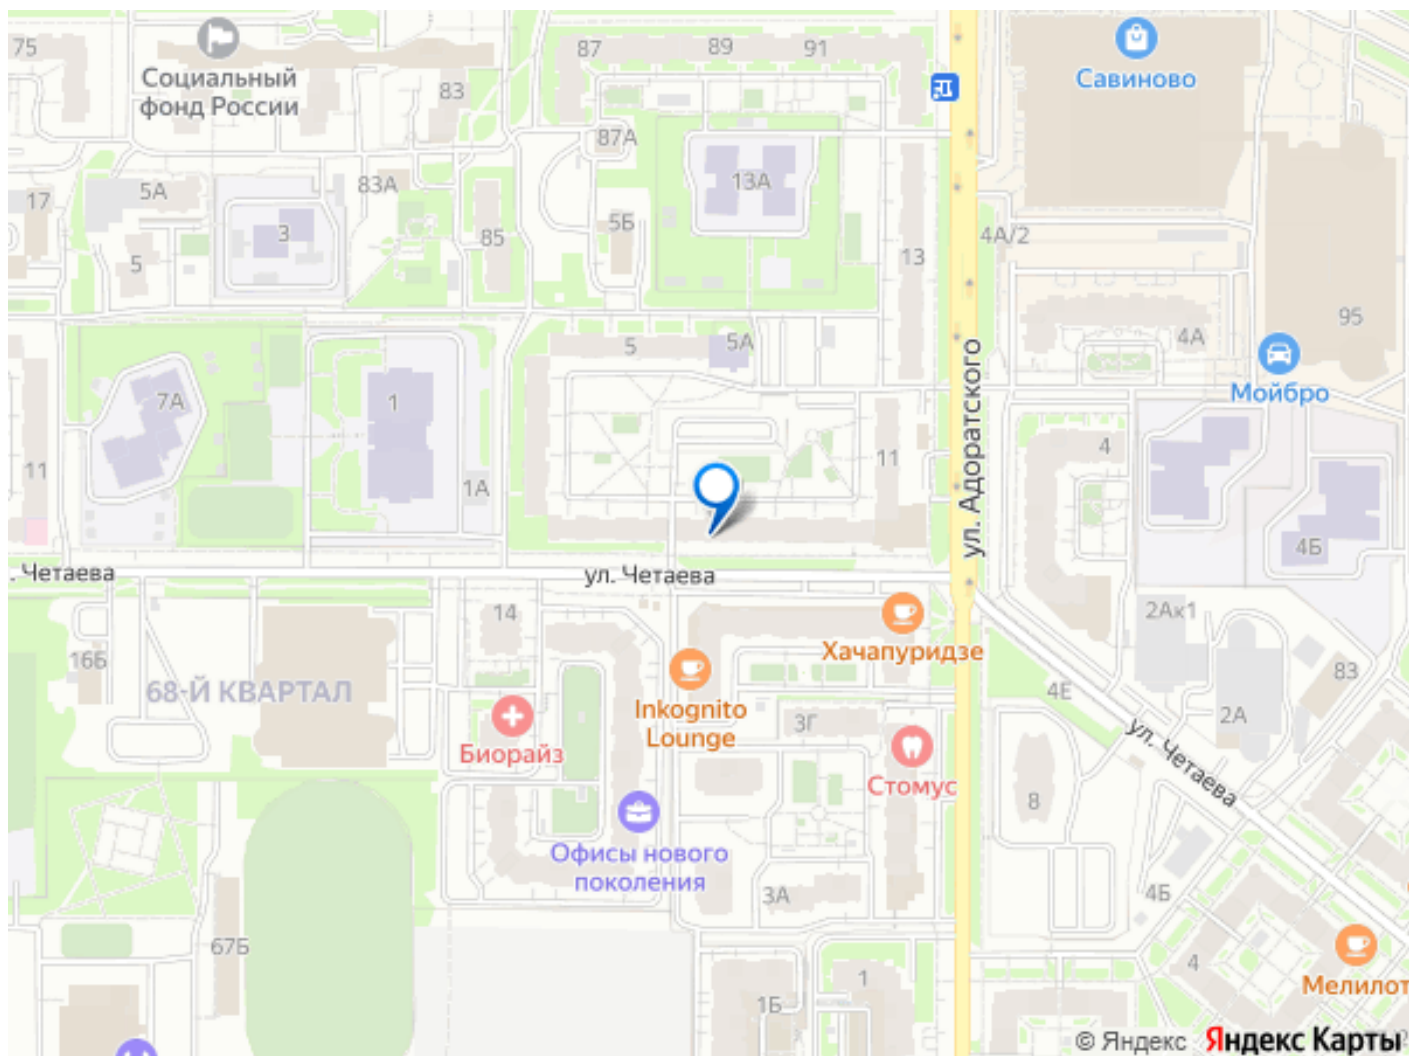 75
Социальный
фонд России
83
87
89
91
Савиново
87А
13А
17
5А
83А
3
5
85
5Б
13
4А/2
95
5
5А
4А
Мойбро
7А
1
11
1А
11
4
4Б
ул. Адоратского
. Четаева
ул. Четаева
14
Хачапуридзе
2Ак1
16Б
68-Й КВАРТАЛ
Inkognito
Lounge
4Е
83
2А
Биорайз
3Г
Стомус
ул. Четаева
8
Офисы нового
поколения
3А
4Б
67Б
1
1Б
4
Мелилот
© Яндекс Яндекс Карты